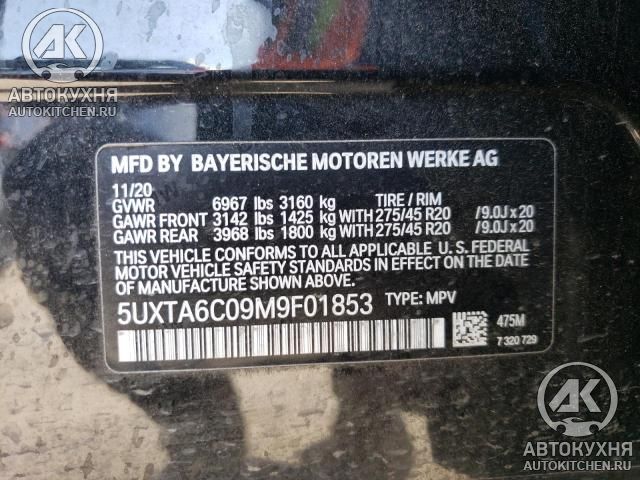 АК
АВТОКУХНЯ
AUTOKITCHEN.RU
MFD BY BAYERISCHE MOTOREN WERKE AG
11/20
GVWR 6967 lbs 3160 kg TIRE / RIM
GAWR FRONT 3142 lbs 1425 kg WITH 275/45 R20 /9.0J x 20
GAWR REAR 3968 lbs 1800 kg WITH 275/45 R20 /9.0J x 20
THIS VEHICLE CONFORMS TO ALL APPLICABLE U. S. FEDERAL
MOTOR VEHICLE SAFETY STANDARDS IN EFFECT ON THE DATE
OF MANUFACTURE SHOWN ABOVE.
5UXTA6C09M9F01853 TYPE: MPV
475M
7 320 729
АК
АВТОКУХНЯ
AUTOKITCHEN.RU